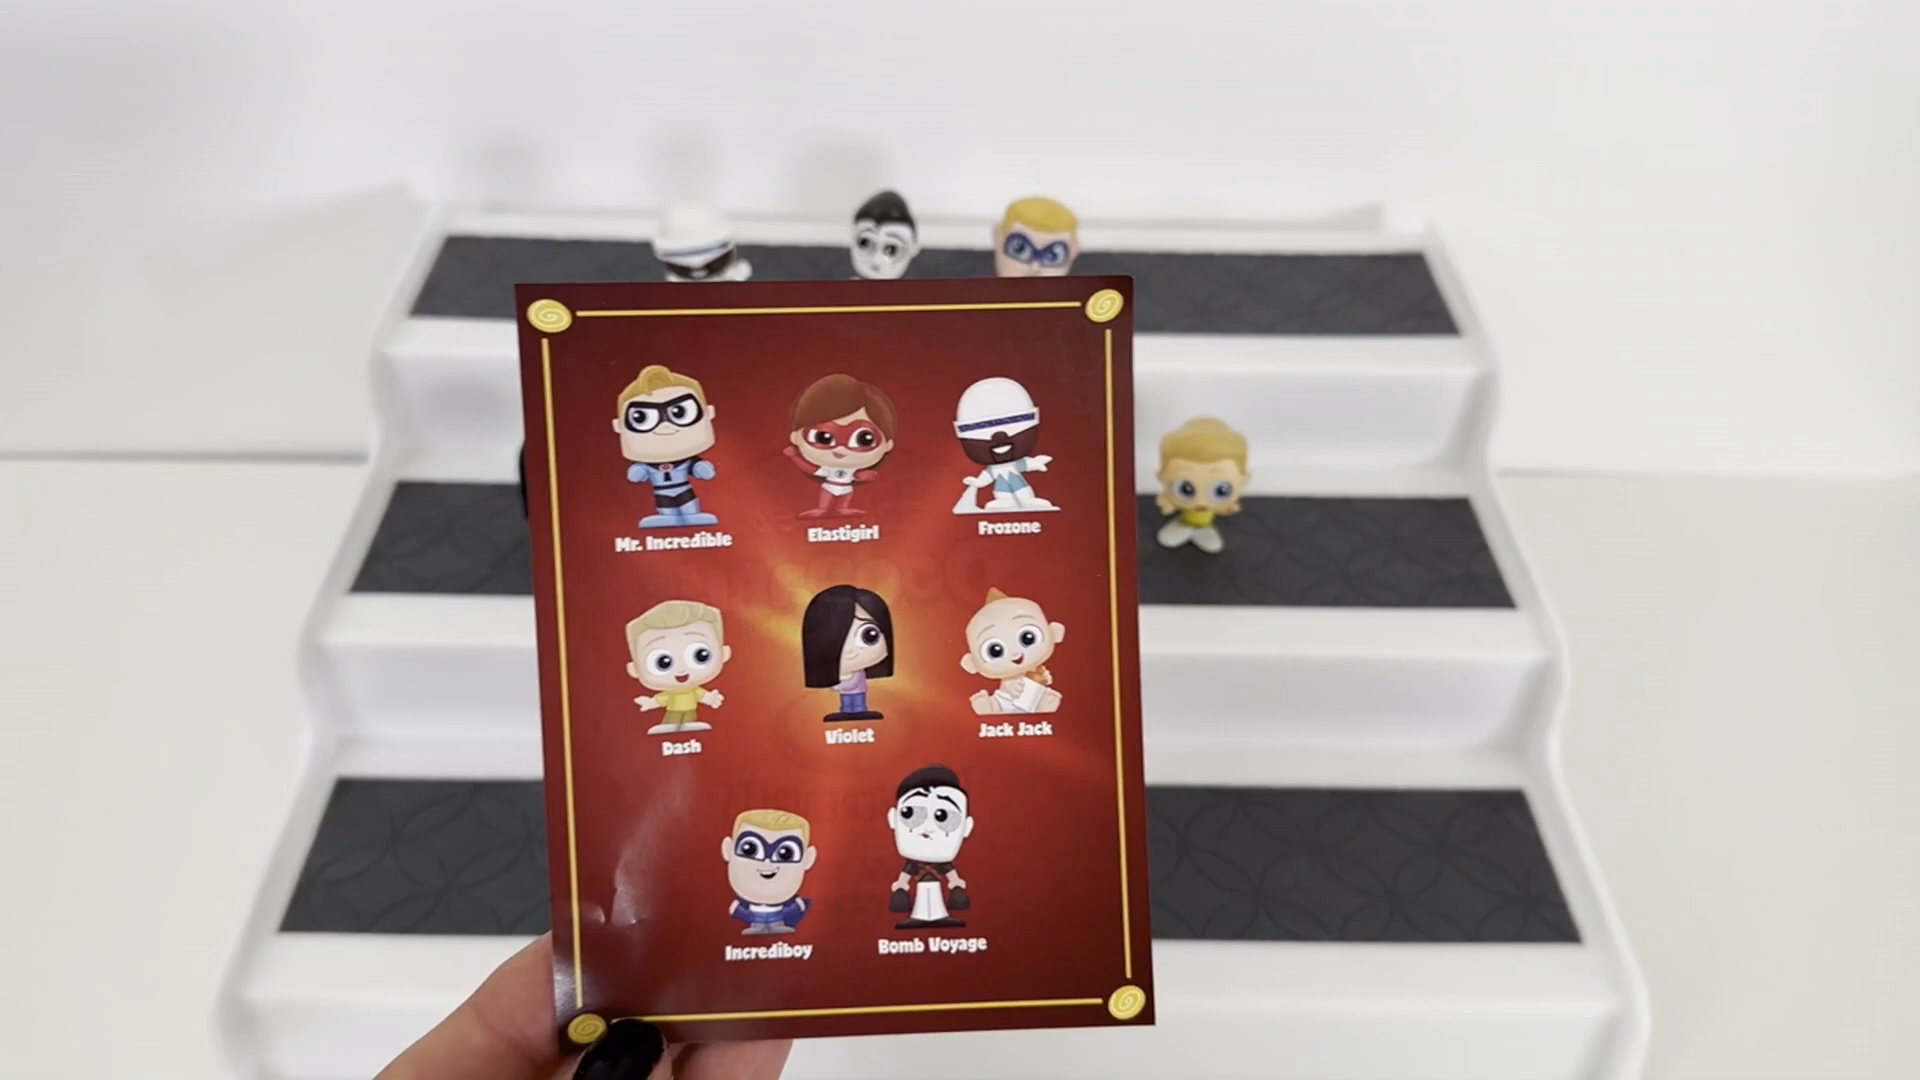 Mr. Incredible
Elastigirl
Frozone
Dash
Violet
Jack Jack
Incrediboy
Bomb Voyage